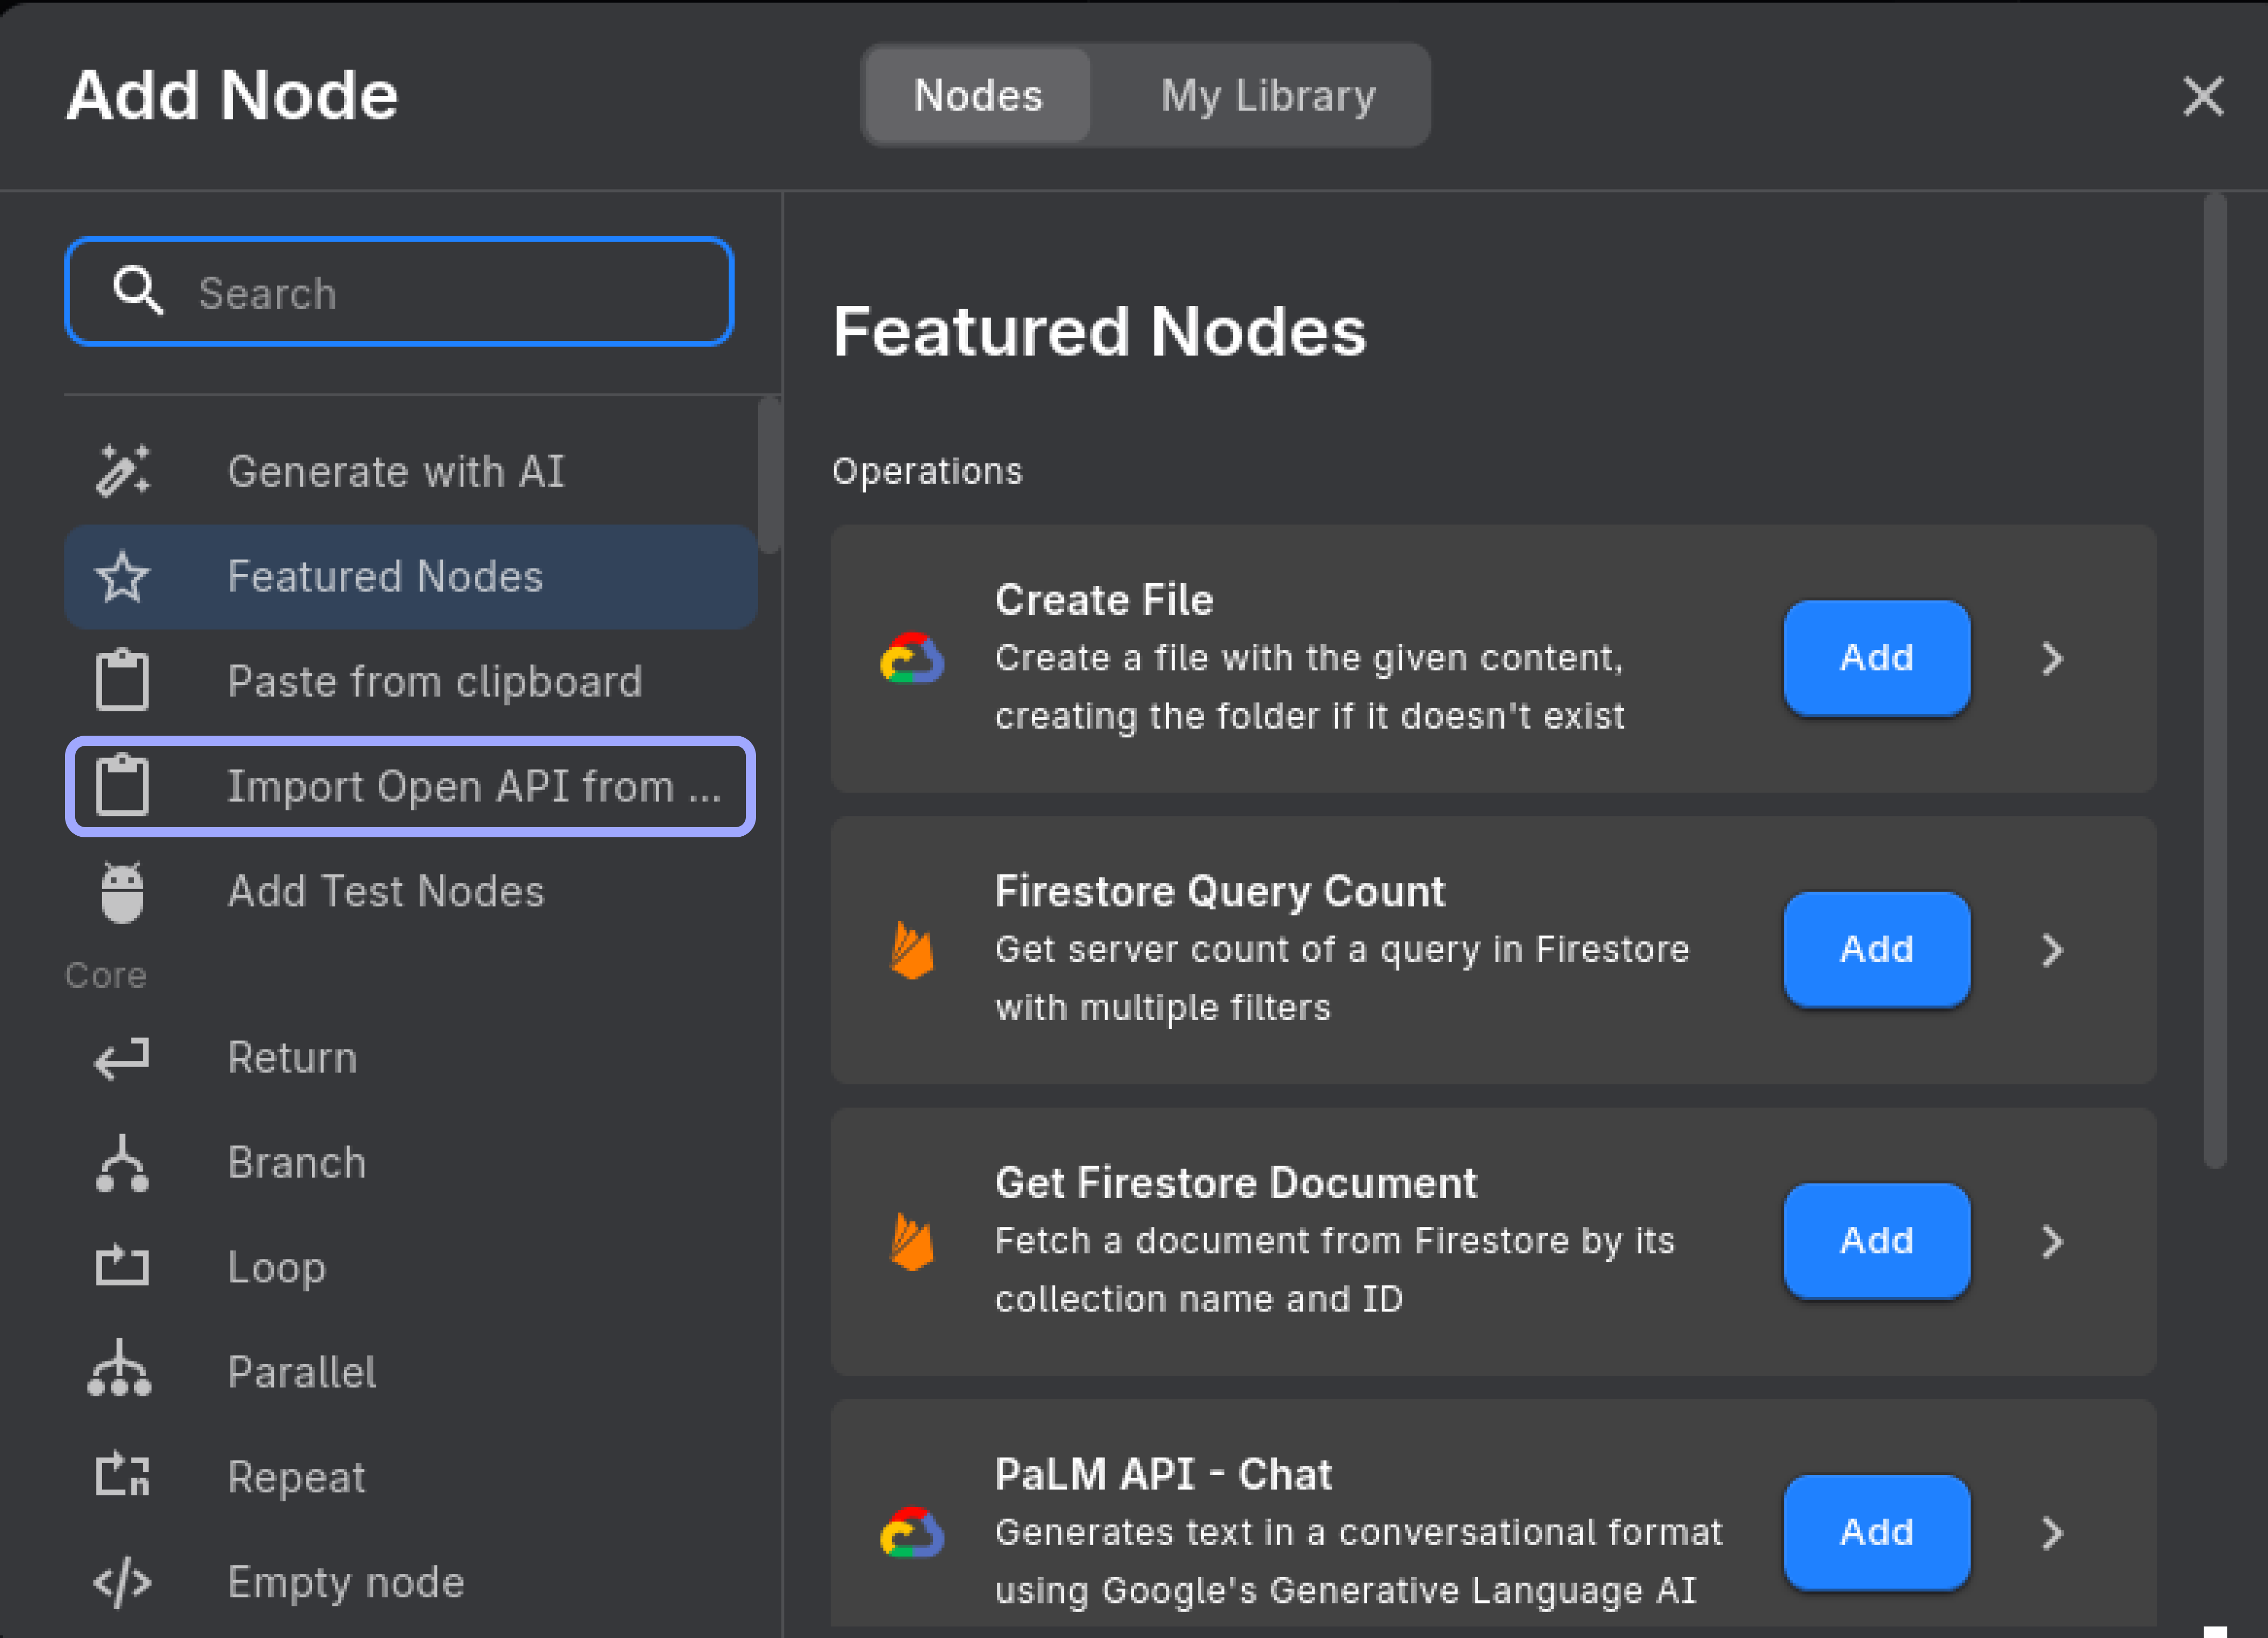 Add Node
Nodes
My Library
Search
Generate with AI
Featured Nodes
Paste from clipboard
Import Open API from ...
Add Test Nodes
Core
Return
Branch
Loop
Parallel
Repeat
Empty node
Featured Nodes
Operations
Create File
Create a file with the given content,
creating the folder if it doesn't exist
Add
Firestore Query Count
Get server count of a query in Firestore
with multiple filters
Add
Get Firestore Document
Fetch a document from Firestore by its
collection name and ID
Add
PaLM API - Chat
Generates text in a conversational format
using Google's Generative Language AI
Add